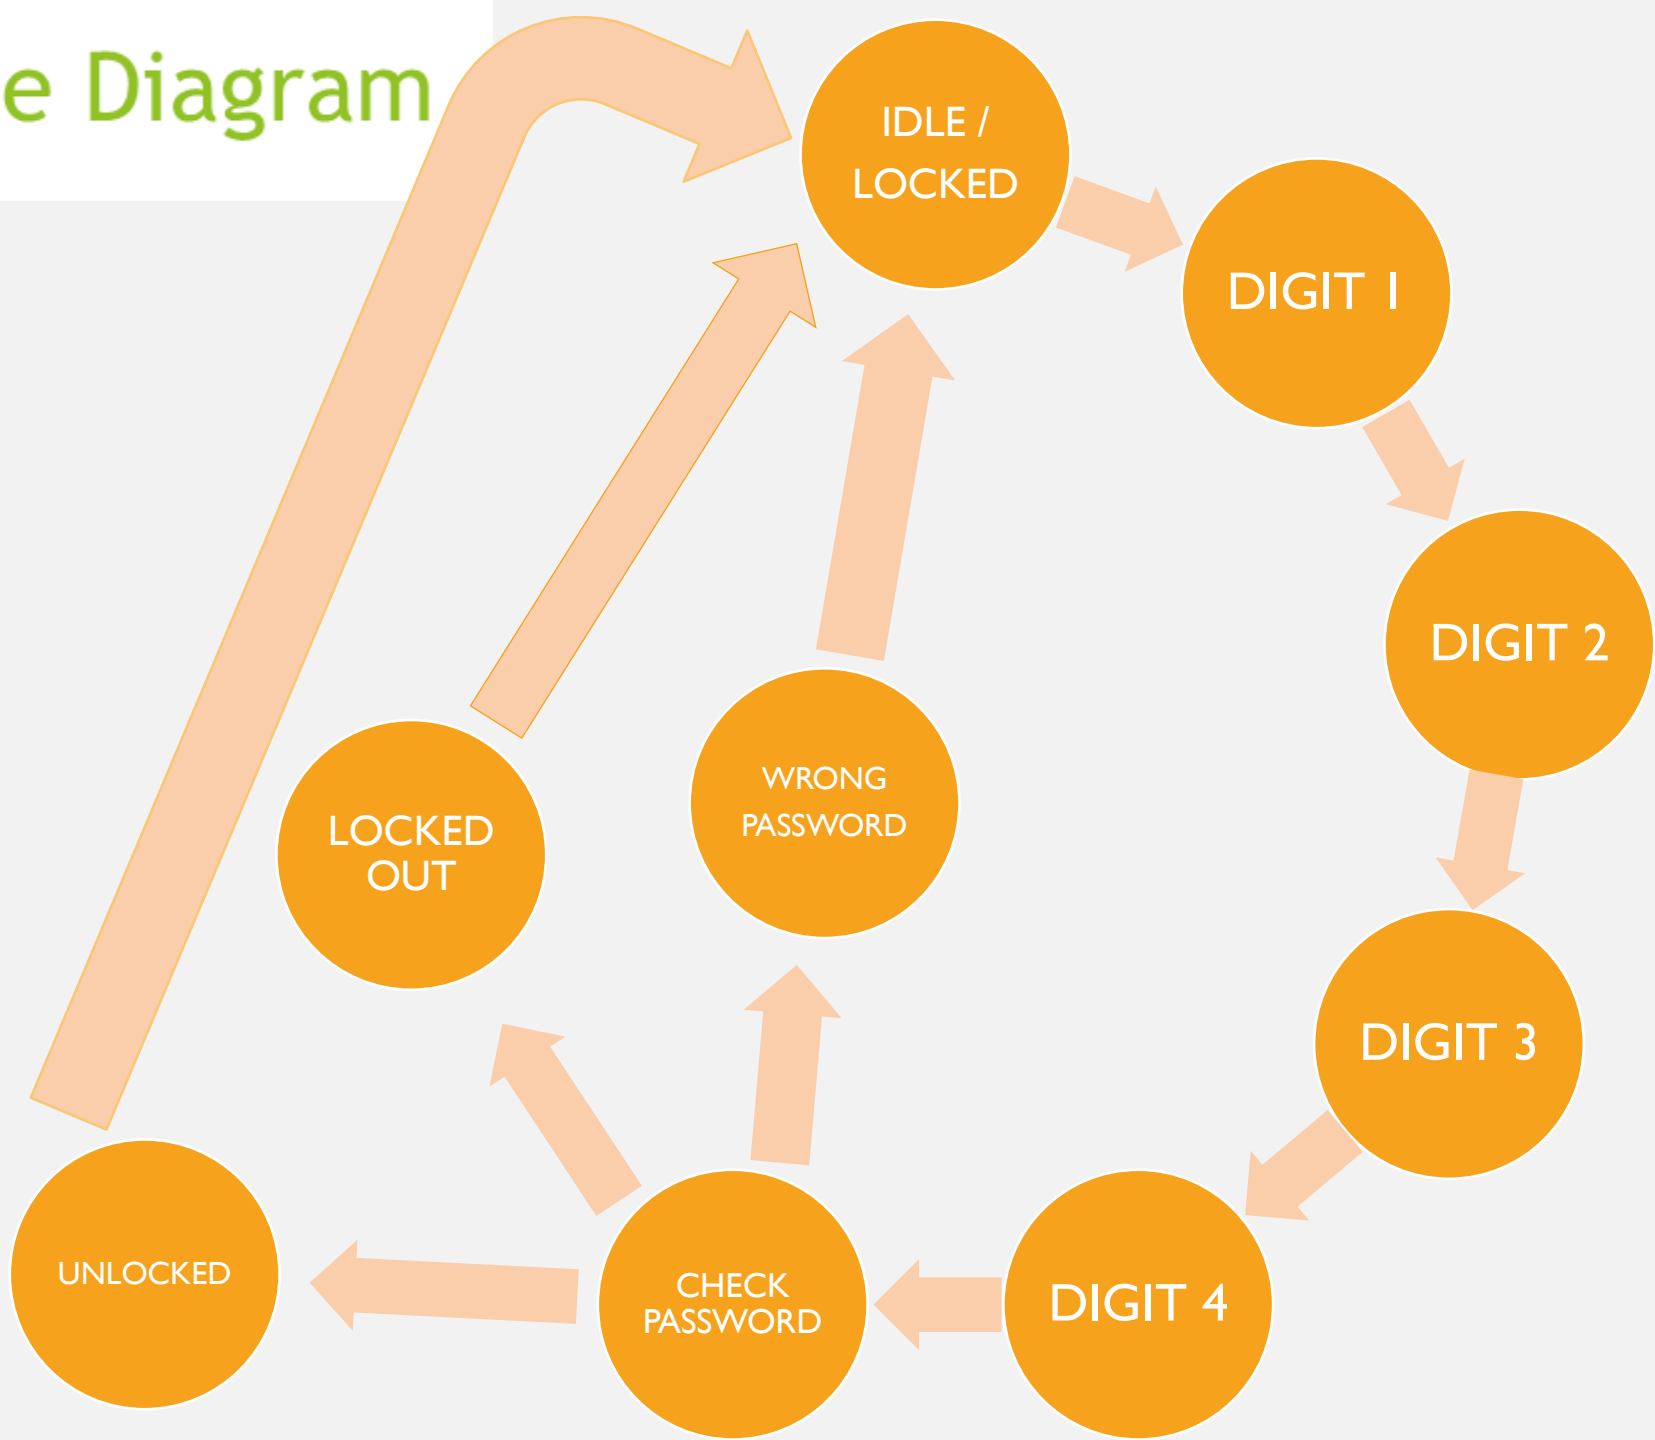 e Diagram
IDLE /
LOCKED
DIGIT 1
DIGIT 2
DIGIT 3
DIGIT 4
CHECK
PASSWORD
WRONG
PASSWORD
LOCKED
OUT
UNLOCKED